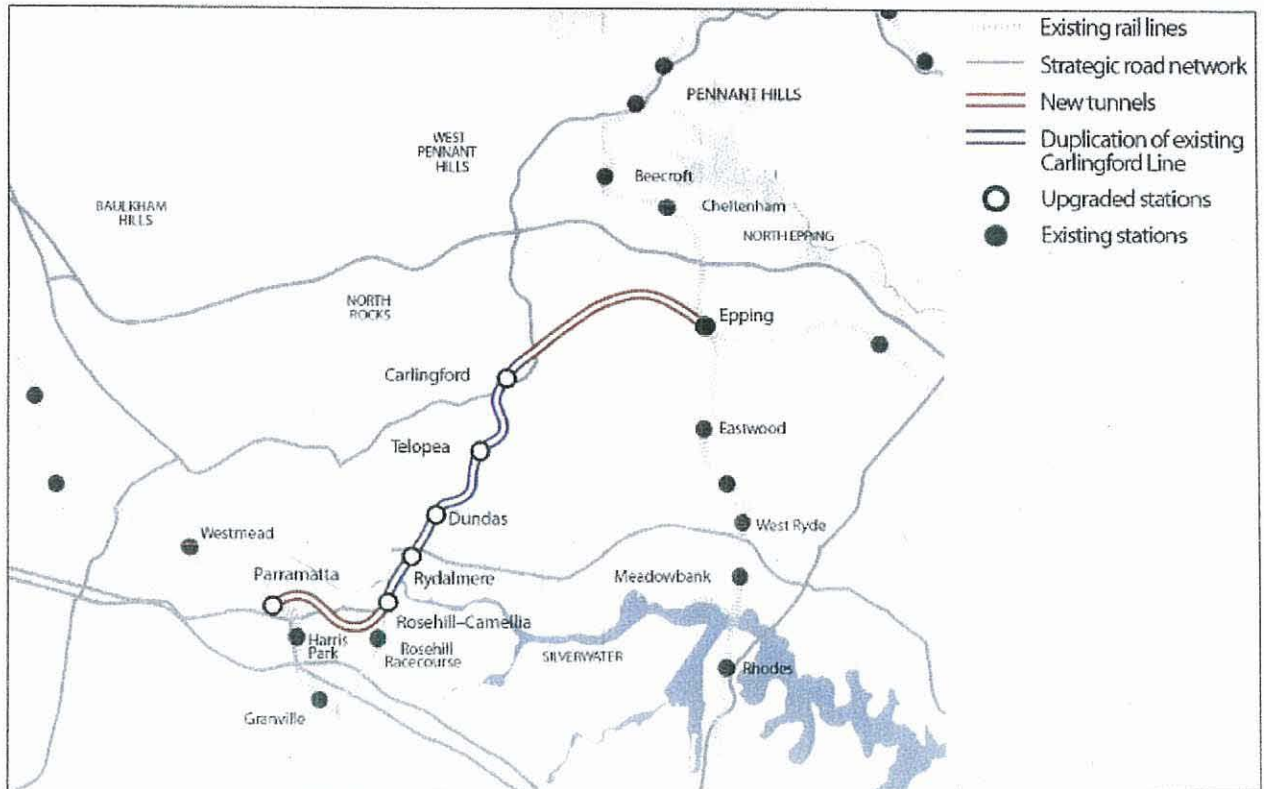 Existing rail lines
Strategic road network
New tunnels
Duplication of existing
Carlingford Line
Upgraded stations
Existing stations
PENNANT HILLS
WEST
PENNANT
HILLS
Beecroft
Cheltenham
BAULKHAM
HILLS
NORTH EPPING
NORTH
ROCKS
Epping
Carlingford
Eastwood
Telopea
Dundas
West Ryde
Westmead
Parramatta
Rydalmere
Meadowbank
Rosehill–Camellia
Harris
Park
Rosehill
Racecourse
SILVERWATER
Rhodes
Granville